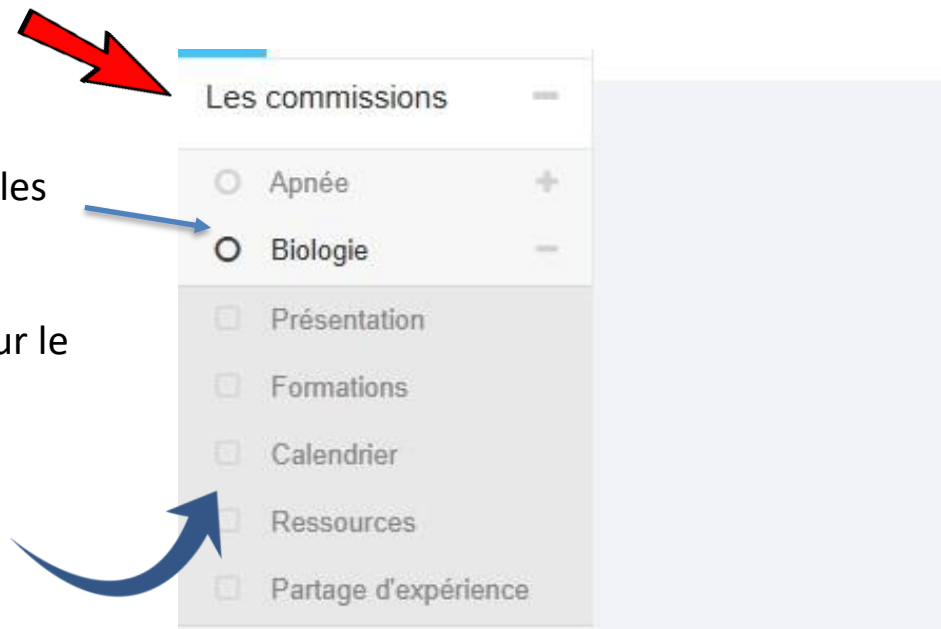 Les commissions
les
Apnée
Biologie
Présentation
ur le
Formations
Calendrier
Ressources
Partage d'expérience